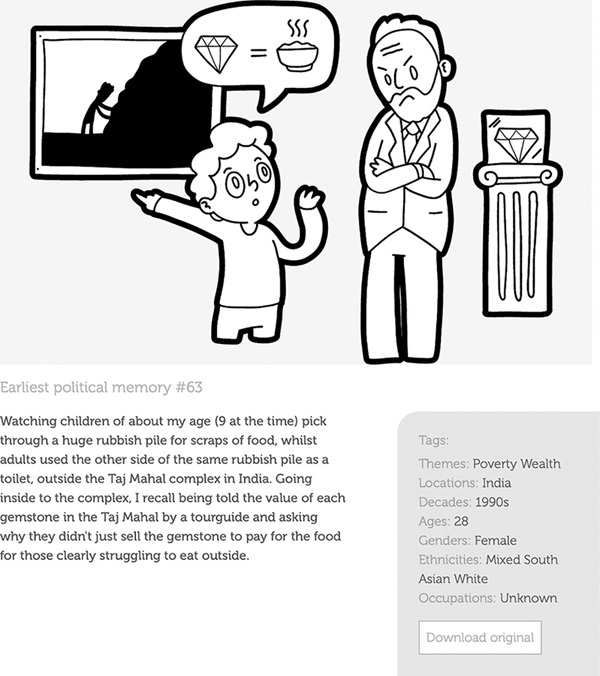 =
Earliest political memory #63
Watching children of about my age (9 at the time) pick
through a huge rubbish pile for scraps of food, whilst
adults used the other side of the same rubbish pile as a
toilet, outside the Taj Mahal complex in India. Going
inside to the complex, I recall being told the value of each
gemstone in the Taj Mahal by a tourguide and asking
why they didn't just sell the gemstone to pay for the food
for those clearly struggling to eat outside.
Tags:
Themes: Poverty Wealth
Locations: India
Decades: 1990s
Ages: 28
Genders: Female
Ethnicities: Mixed South
Asian White
Occupations: Unknown
Download original